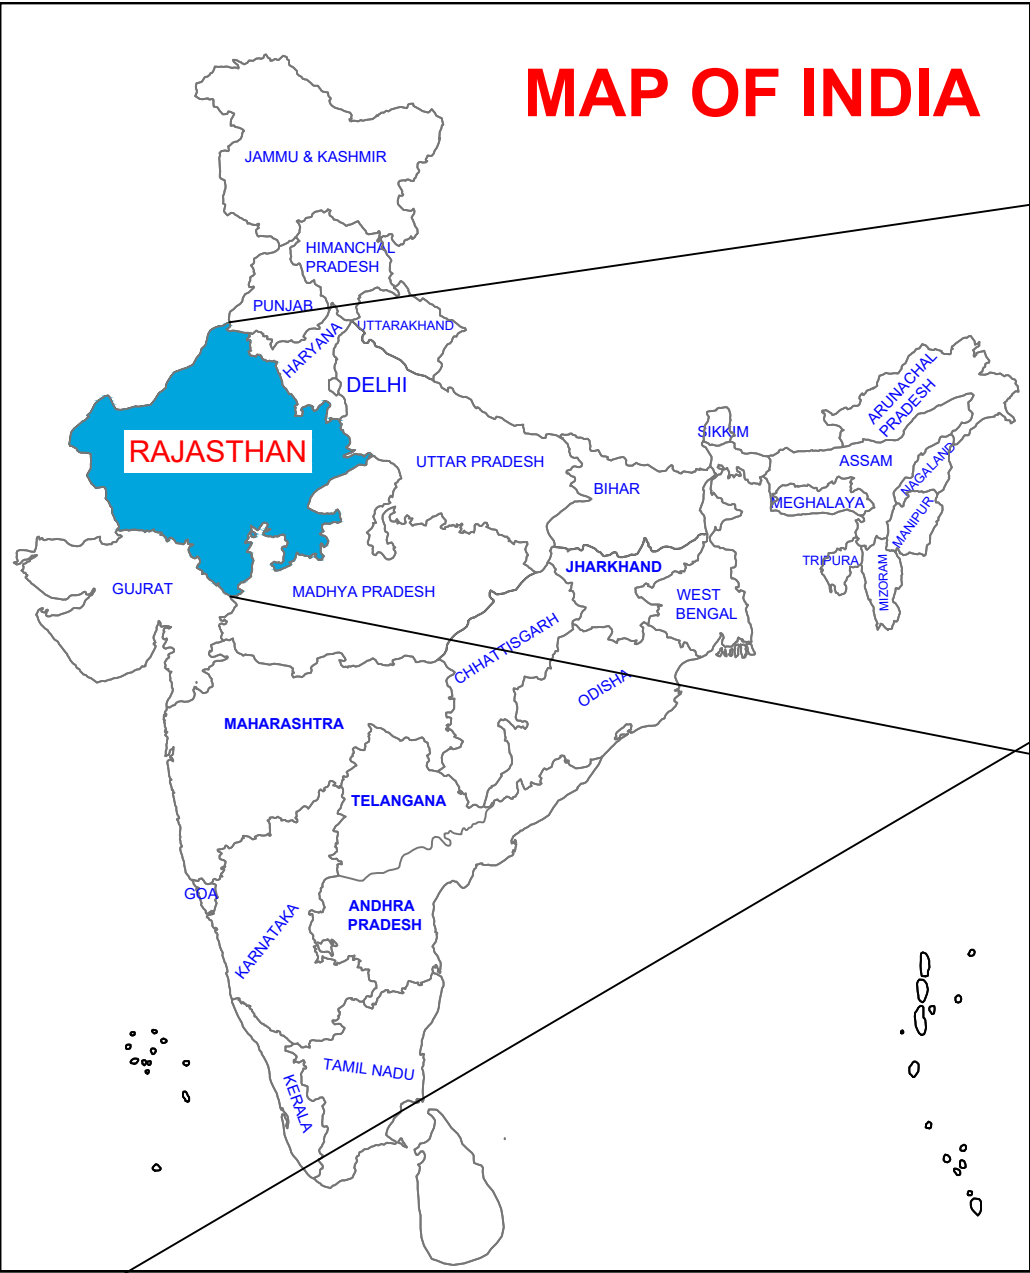 MAP OF INDIA
JAMMU & KASHMIR
HIMANCHAL
PRADESH
PUNJAB
UTTARAKHAND
HARYANA
DELHI
RAJASTHAN
UTTAR PRADESH
BIHAR
SIKKIM
ARUNACHAL
PRADESH
ASSAM
NAGALAND
MEGHALAYA
MANIPUR
TRIPURA
MIZORAM
GUJRAT
MADHYA PRADESH
JHARKHAND
WEST
BENGAL
CHHATTISGARH
ODISHA
MAHARASHTRA
TELANGANA
GOA
KARNATAKA
ANDHRA
PRADESH
TAMIL NADU
KERALA